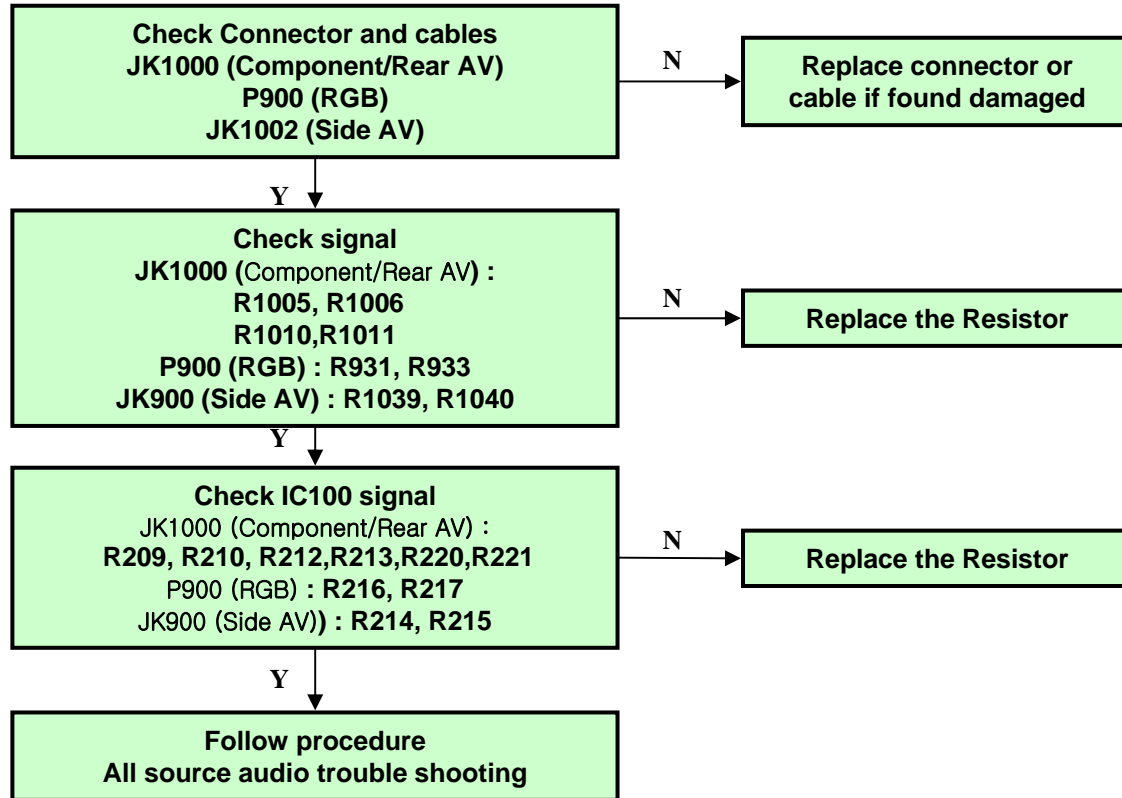 Check Connector and cables
JK1000 (Component/Rear AV)
P900 (RGB)
JK1002 (Side AV)
N
Replace connector or
cable if found damaged
Y
Check signal
JK1000 (Component/Rear AV) :
R1005, R1006
R1010,R1011
P900 (RGB) : R931, R933
JK900 (Side AV) : R1039, R1040
N
Replace the Resistor
Y
Check IC100 signal
JK1000 (Component/Rear AV) :
R209, R210, R212,R213,R220,R221
P900 (RGB) : R216, R217
JK900 (Side AV)) : R214, R215
N
Replace the Resistor
Y
Follow procedure
All source audio trouble shooting